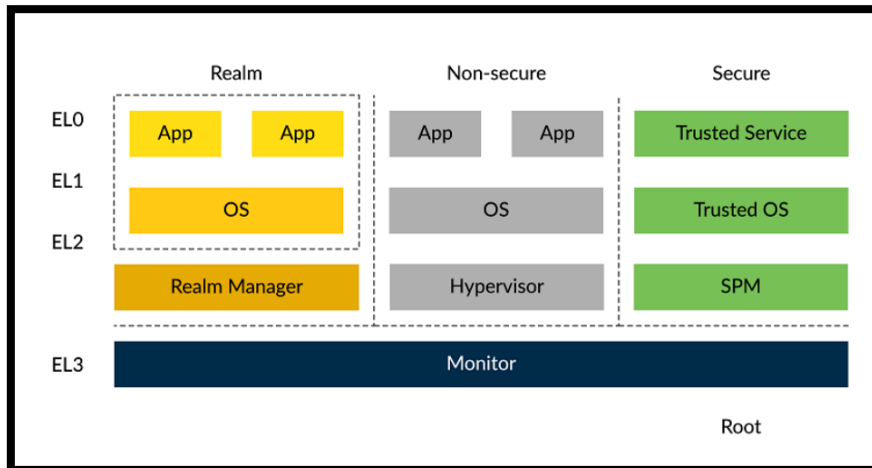 Realm Non-secure Secure
EL0 App App App App Trusted Service
EL1
OS OS Trusted OS
EL2
Realm Manager Hypervisor SPM
EL3 Monitor
Root